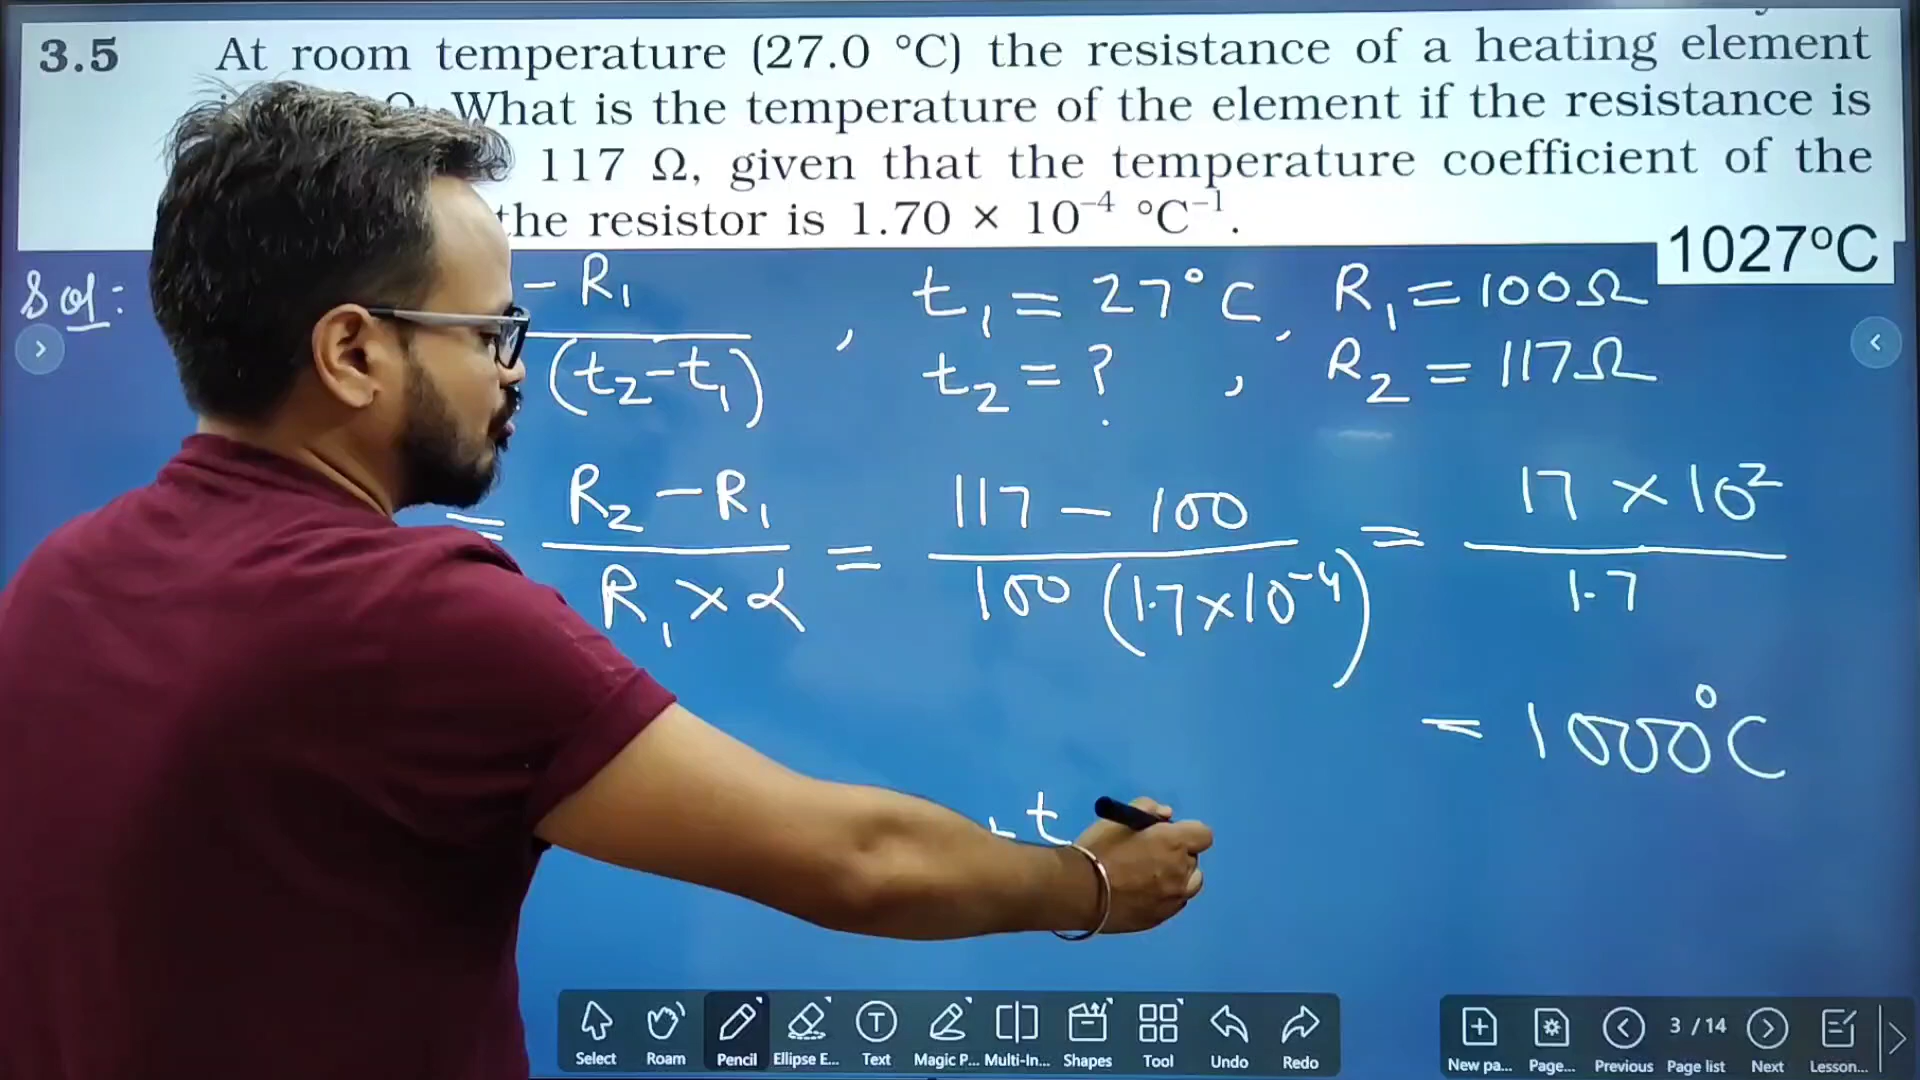 3.5 At room temperature (27.0 °C) the resistance of a heating element
Ω. What is the temperature of the element if the resistance is
117 Ω, given that the temperature coefficient of the
the resistor is 1.70 × 10⁻⁴ °C⁻¹.
1027°C
Sol:
- R₁
(t₂-t₁)
, t₁ = 27°C, R₁ = 100Ω
t₂ = ? , R₂ = 117Ω
= R₂ - R₁ / R₁ × α = 117 - 100 / 100 (1.7×10⁻⁴) = 17 × 10² / 1.7
= 1000°C
t
Select Roam Pencil Ellipse E... Text Magic P... Multi-In... Shapes Tool Undo Redo
3 / 14
New pa... Page... Previous Page list Next Lesson...